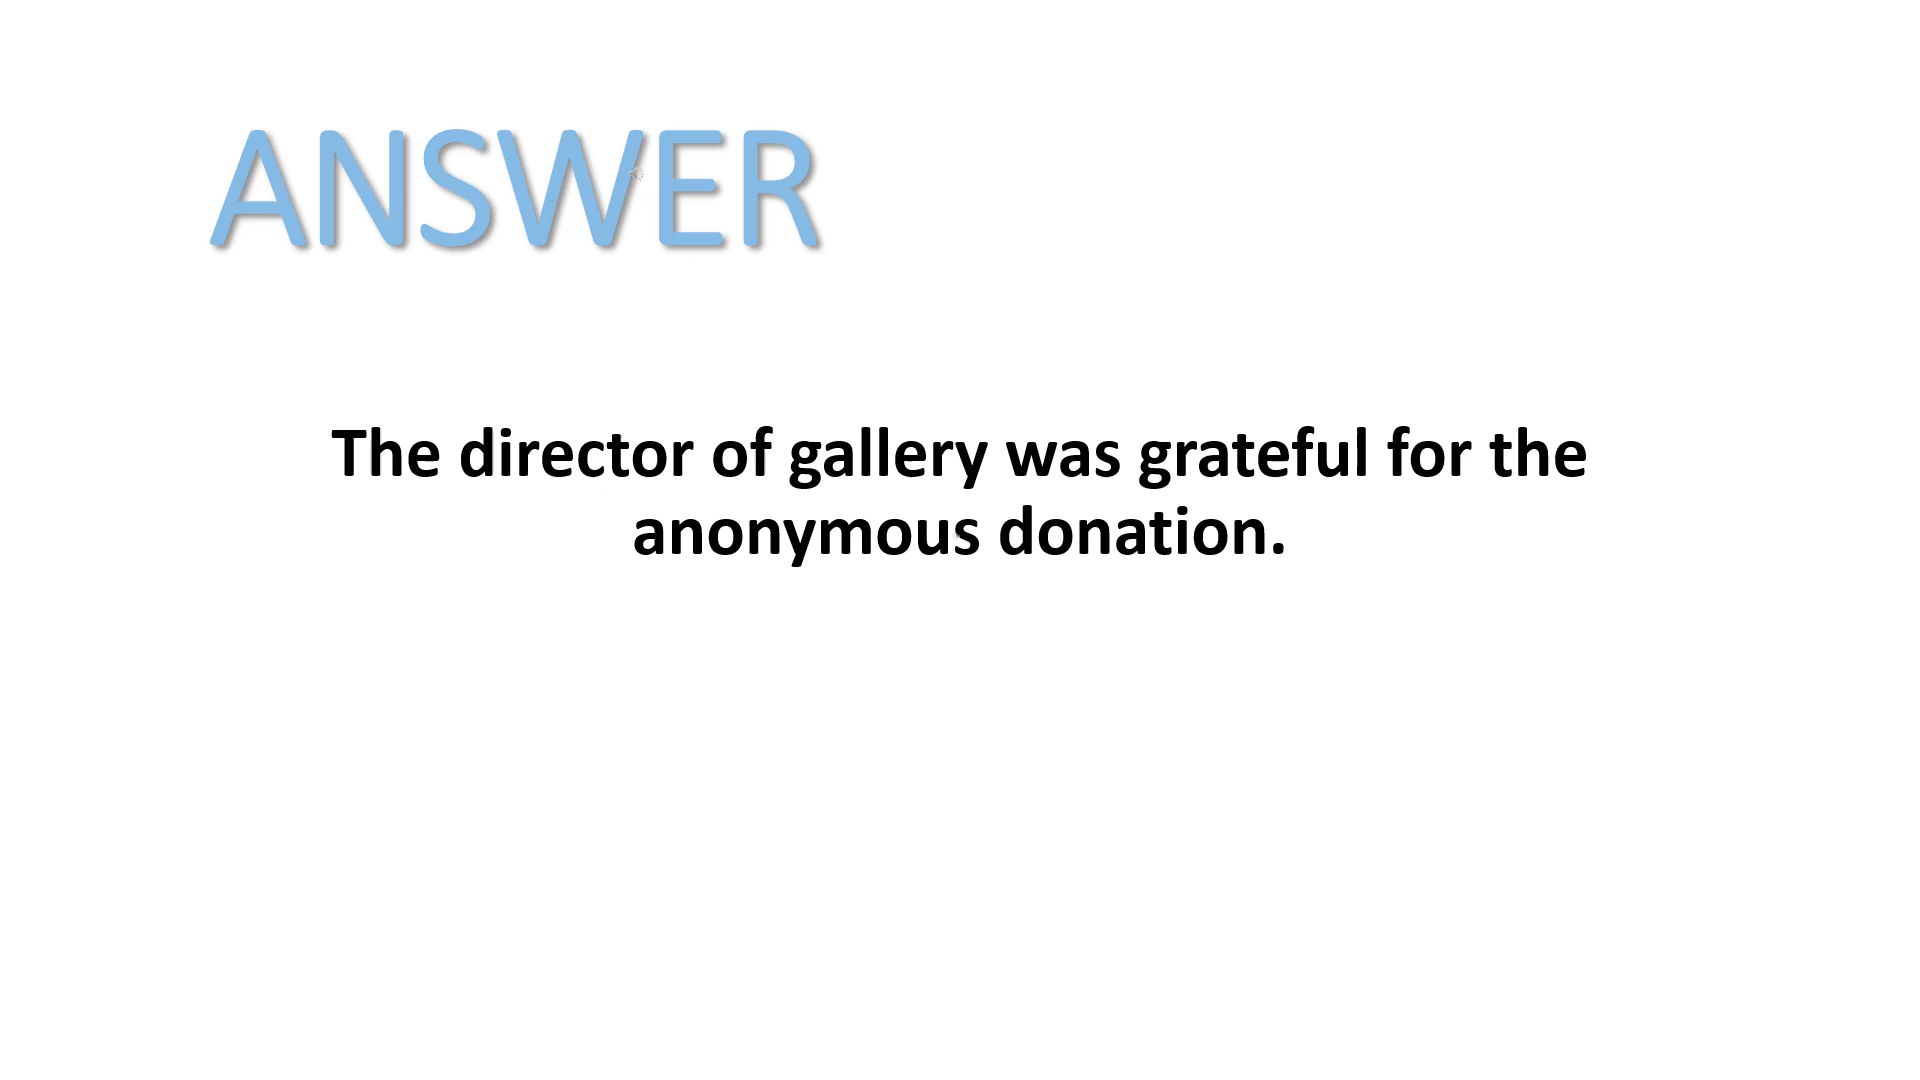 ANSWER
The director of gallery was grateful for the
anonymous donation.